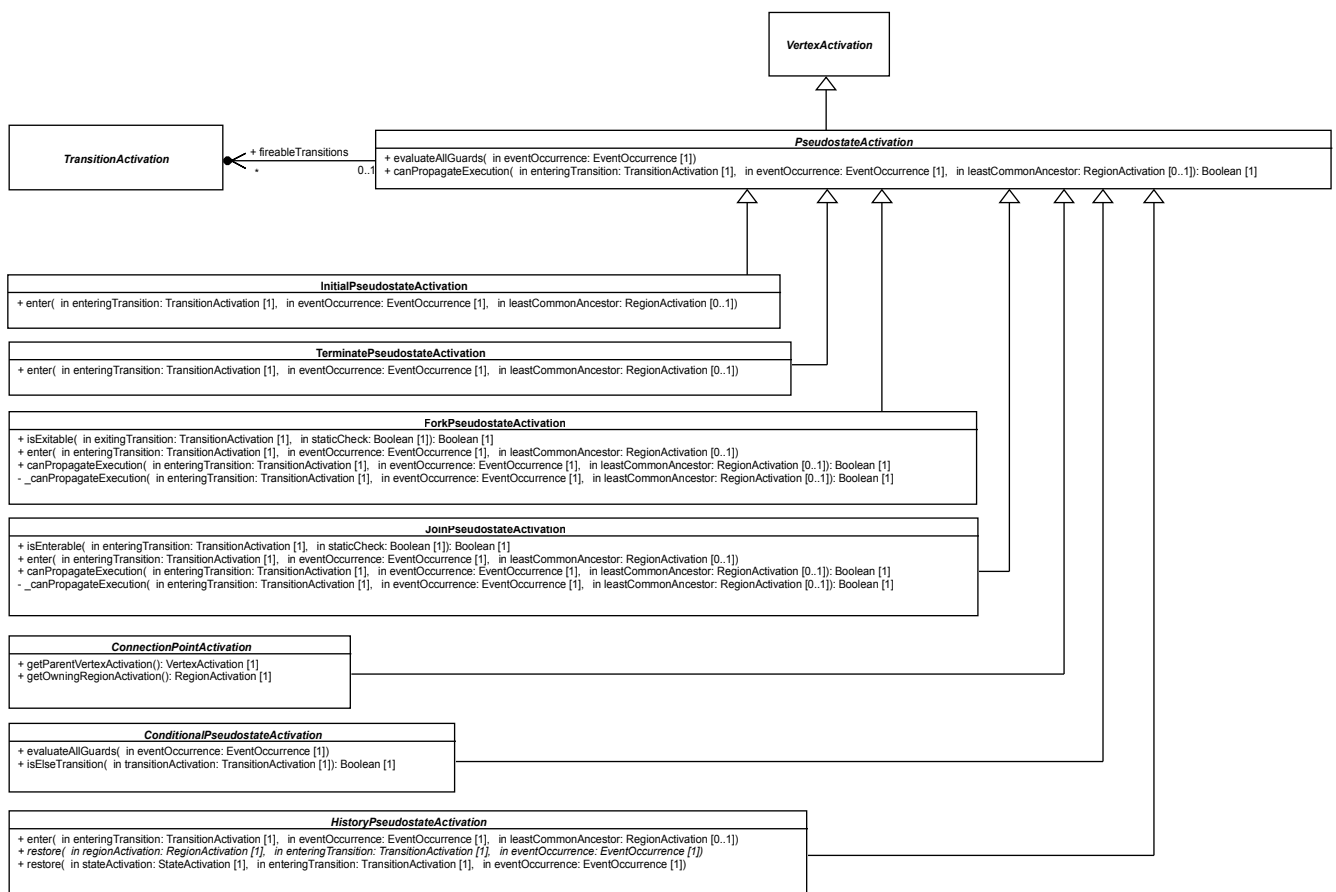 VertexActivation
TransitionActivation
+ fireableTransitions
*
0..1
PseudostateActivation
+ evaluateAllGuards( in eventOccurrence: EventOccurrence [1])
+ canPropagateExecution( in enteringTransition: TransitionActivation [1], in eventOccurrence: EventOccurrence [1], in leastCommonAncestor: RegionActivation [0..1]): Boolean [1]
InitialPseudostateActivation
+ enter( in enteringTransition: TransitionActivation [1], in eventOccurrence: EventOccurrence [1], in leastCommonAncestor: RegionActivation [0..1])
TerminatePseudostateActivation
+ enter( in enteringTransition: TransitionActivation [1], in eventOccurrence: EventOccurrence [1], in leastCommonAncestor: RegionActivation [0..1])
ForkPseudostateActivation
+ isExitable( in exitingTransition: TransitionActivation [1], in staticCheck: Boolean [1]): Boolean [1]
+ enter( in enteringTransition: TransitionActivation [1], in eventOccurrence: EventOccurrence [1], in leastCommonAncestor: RegionActivation [0..1])
+ canPropagateExecution( in enteringTransition: TransitionActivation [1], in eventOccurrence: EventOccurrence [1], in leastCommonAncestor: RegionActivation [0..1]): Boolean [1]
- _canPropagateExecution( in enteringTransition: TransitionActivation [1], in eventOccurrence: EventOccurrence [1], in leastCommonAncestor: RegionActivation [0..1]): Boolean [1]
JoinPseudostateActivation
+ isEnterable( in enteringTransition: TransitionActivation [1], in staticCheck: Boolean [1]): Boolean [1]
+ enter( in enteringTransition: TransitionActivation [1], in eventOccurrence: EventOccurrence [1], in leastCommonAncestor: RegionActivation [0..1])
+ canPropagateExecution( in enteringTransition: TransitionActivation [1], in eventOccurrence: EventOccurrence [1], in leastCommonAncestor: RegionActivation [0..1]): Boolean [1]
- _canPropagateExecution( in enteringTransition: TransitionActivation [1], in eventOccurrence: EventOccurrence [1], in leastCommonAncestor: RegionActivation [0..1]): Boolean [1]
ConnectionPointActivation
+ getParentVertexActivation(): VertexActivation [1]
+ getOwningRegionActivation(): RegionActivation [1]
ConditionalPseudostateActivation
+ evaluateAllGuards( in eventOccurrence: EventOccurrence [1])
+ isElseTransition( in transitionActivation: TransitionActivation [1]): Boolean [1]
HistoryPseudostateActivation
+ enter( in enteringTransition: TransitionActivation [1], in eventOccurrence: EventOccurrence [1], in leastCommonAncestor: RegionActivation [0..1])
+ restore( in regionActivation: RegionActivation [1], in enteringTransition: TransitionActivation [1], in eventOccurrence: EventOccurrence [1])
+ restore( in stateActivation: StateActivation [1], in enteringTransition: TransitionActivation [1], in eventOccurrence: EventOccurrence [1])